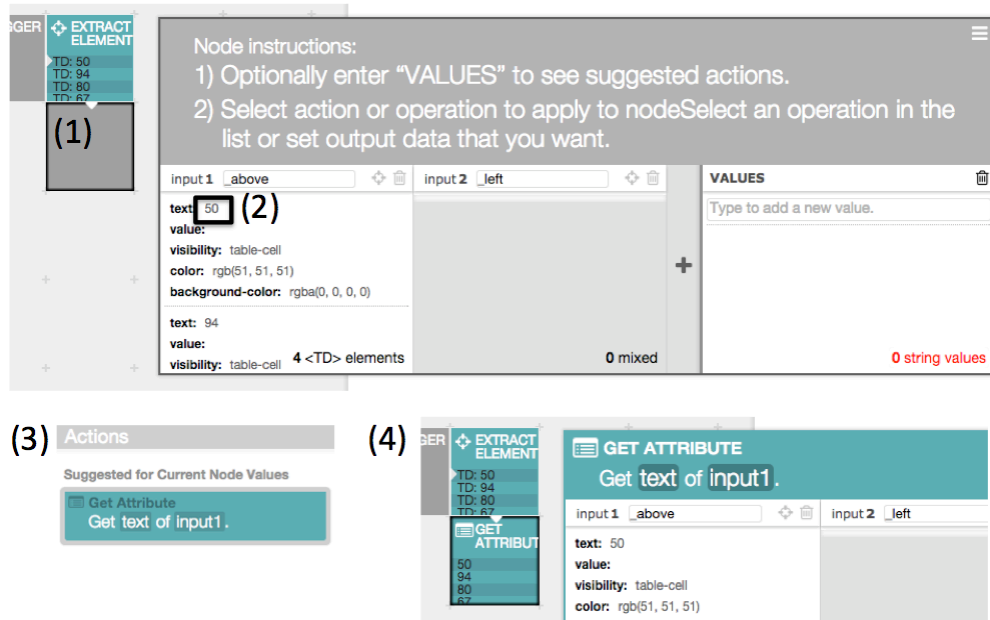 GGER
EXTRACT
ELEMENT
TD: 50
TD: 94
TD: 80
TD: 67
(1)
Node instructions:
1) Optionally enter “VALUES” to see suggested actions.
2) Select action or operation to apply to nodeSelect an operation in the
list or set output data that you want.
input 1 _above
input 2 _left
VALUES
text: 50 (2)
value:
visibility: table-cell
color: rgb(51, 51, 51)
background-color: rgba(0, 0, 0, 0)
text: 94
value:
visibility: table-cell
4 <TD> elements
0 mixed
+
Type to add a new value.
0 string values
(3)
Actions
Suggested for Current Node Values
Get Attribute
Get text of input1.
(4)
GER
EXTRACT
ELEMENT
TD: 50
TD: 94
TD: 80
TD: 67
GET
ATTRIBUT
50
94
80
67
GET ATTRIBUTE
Get text of input1.
input 1 _above
input 2 _left
text: 50
value:
visibility: table-cell
color: rgb(51, 51, 51)